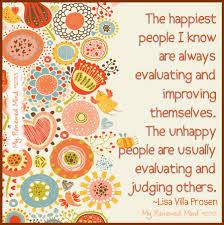 The happiest
people I know
are always
evaluating and
improving
themselves.
The unhappy
people are usually
evaluating and
judging others.
~Lisa Villa Prosen
My Renewed Mind
My Renewed Mind